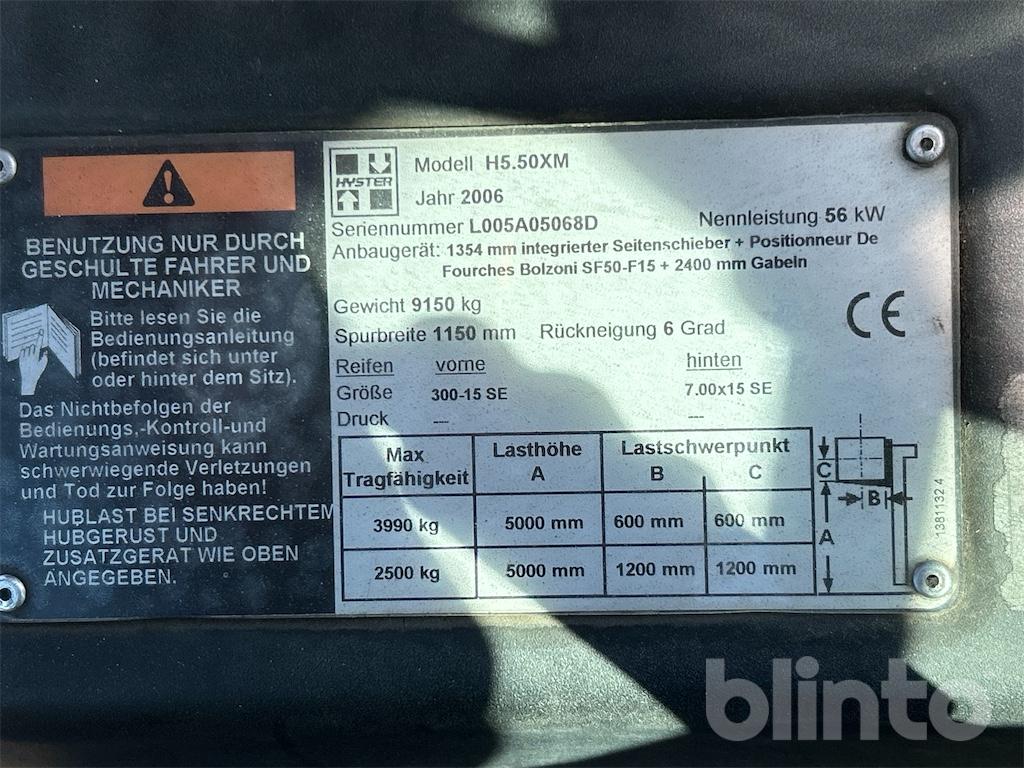 BENUTZUNG NUR DURCH
GESCHULTE FAHRER UND
MECHANIKER
Bitte lesen Sie die
Bedienungsanleitung
(befindet sich unter
oder hinter dem Sitz).
Das Nichtbefolgen der
Bedienungs,-Kontroll-und
Wartungsanweisung kann
schwerwiegende Verletzungen
und Tod zur Folge haben!
HUBLAST BEI SENKRECHTEM
HUBGERUST UND
ZUSATZGERAT WIE OBEN
ANGEGEBEN.
HYSTER
Modell H5.50XM
Jahr 2006
Seriennummer L005A05068D Nennleistung 56 kW
Anbaugerät: 1354 mm integrierter Seitenschieber + Positionneur De
Fourches Bolzoni SF50-F15 + 2400 mm Gabeln
Gewicht 9150 kg
Spurbreite 1150 mm Rückneigung 6 Grad
CE
Reifen vorne hinten
Größe 300-15 SE 7.00x15 SE
Druck --- ---
Max Tragfähigkeit Lasthöhe A Lastschwerpunkt B C
3990 kg 5000 mm 600 mm 600 mm
2500 kg 5000 mm 1200 mm 1200 mm
C
B
A
13811324
blinto